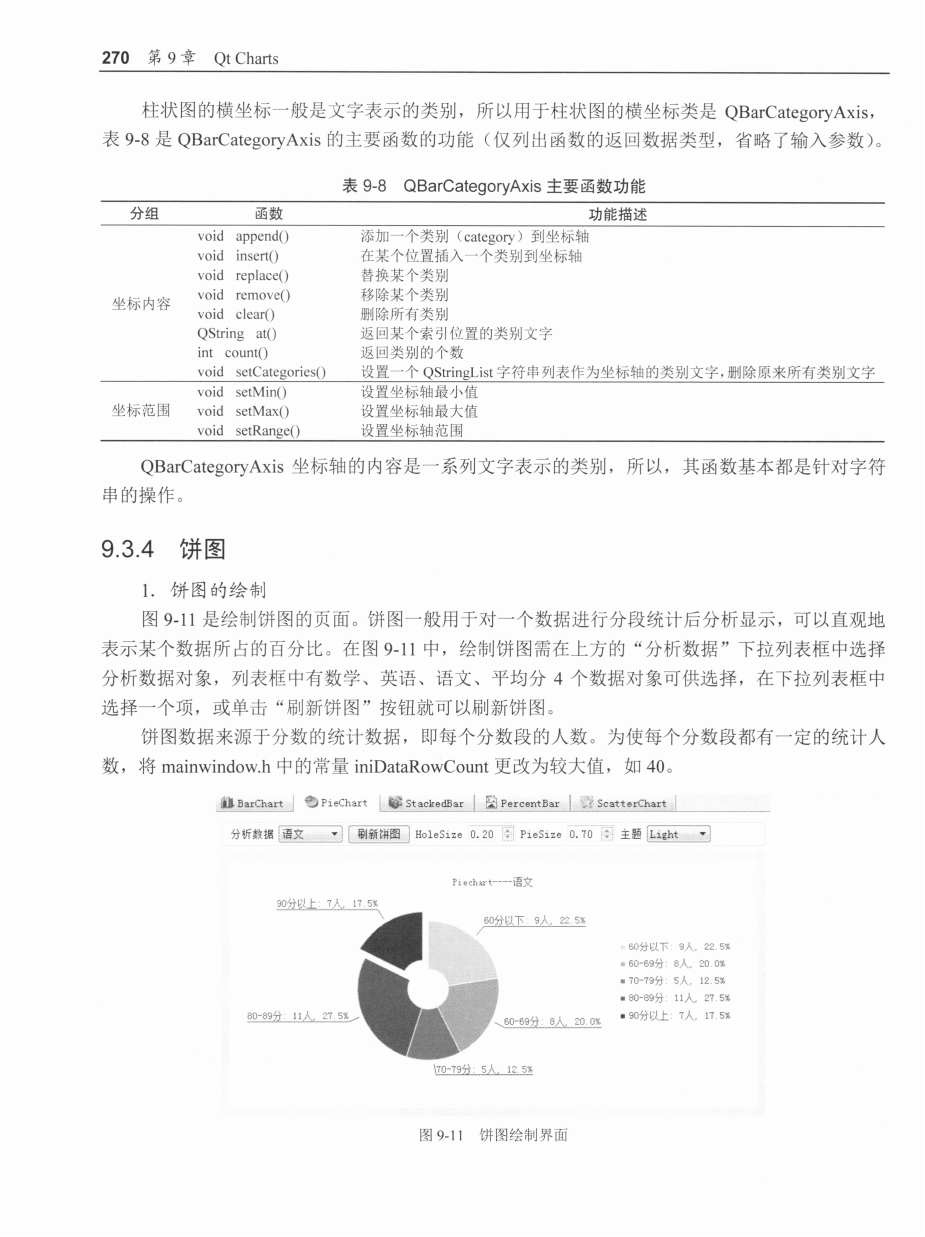 270 第 9 章 Qt Charts
柱状图的横坐标一般是文字表示的类别，所以用于柱状图的横坐标类是 QBarCategoryAxis，
表 9-8 是 QBarCategoryAxis 的主要函数的功能（仅列出函数的返回数据类型，省略了输入参数）。
表 9-8 QBarCategoryAxis 主要函数功能
分组 函数 功能描述
void append() 添加一个类别（category）到坐标轴
void insert() 在某个位置插入一个类别到坐标轴
void replace() 替换某个类别
void remove() 移除某个类别
坐标内容
void clear() 删除所有类别
QString at() 返回某个索引位置的类别文字
int count() 返回类别的个数
void setCategories() 设置一个 QStringList 字符串列表作为坐标轴的类别文字，删除原来所有类别文字
void setMin() 设置坐标轴最小值
坐标范围 void setMax() 设置坐标轴最大值
void setRange() 设置坐标轴范围
QBarCategoryAxis 坐标轴的内容是一系列文字表示的类别，所以，其函数基本都是针对字符
串的操作。
9.3.4 饼图
1．饼图的绘制
图 9-11 是绘制饼图的页面。饼图一般用于对一个数据进行分段统计后分析显示，可以直观地
表示某个数据所占的百分比。在图 9-11 中，绘制饼图需在上方的“分析数据”下拉列表框中选择
分析数据对象，列表框中有数学、英语、语文、平均分 4 个数据对象可供选择，在下拉列表框中
选择一个项，或单击“刷新饼图”按钮就可以刷新饼图。
饼图数据来源于分数的统计数据，即每个分数段的人数。为使每个分数段都有一定的统计人
数，将 mainwindow.h 中的常量 iniDataRowCount 更改为较大值，如 40。
BarChart PieChart StackedBar PercentBar ScatterChart
分析数据 语文 刷新饼图 HoleSize 0.20 PieSize 0.70 主题 Light
Piechart----语文
90分以上: 7人, 17.5%
60分以下: 9人, 22.5%
60分以下: 9人, 22.5%
60-69分: 8人, 20.0%
70-79分: 5人, 12.5%
80-89分: 11人, 27.5%
90分以上: 7人, 17.5%
80-89分: 11人, 27.5%
60-69分: 8人, 20.0%
70-79分: 5人, 12.5%
图 9-11 饼图绘制界面